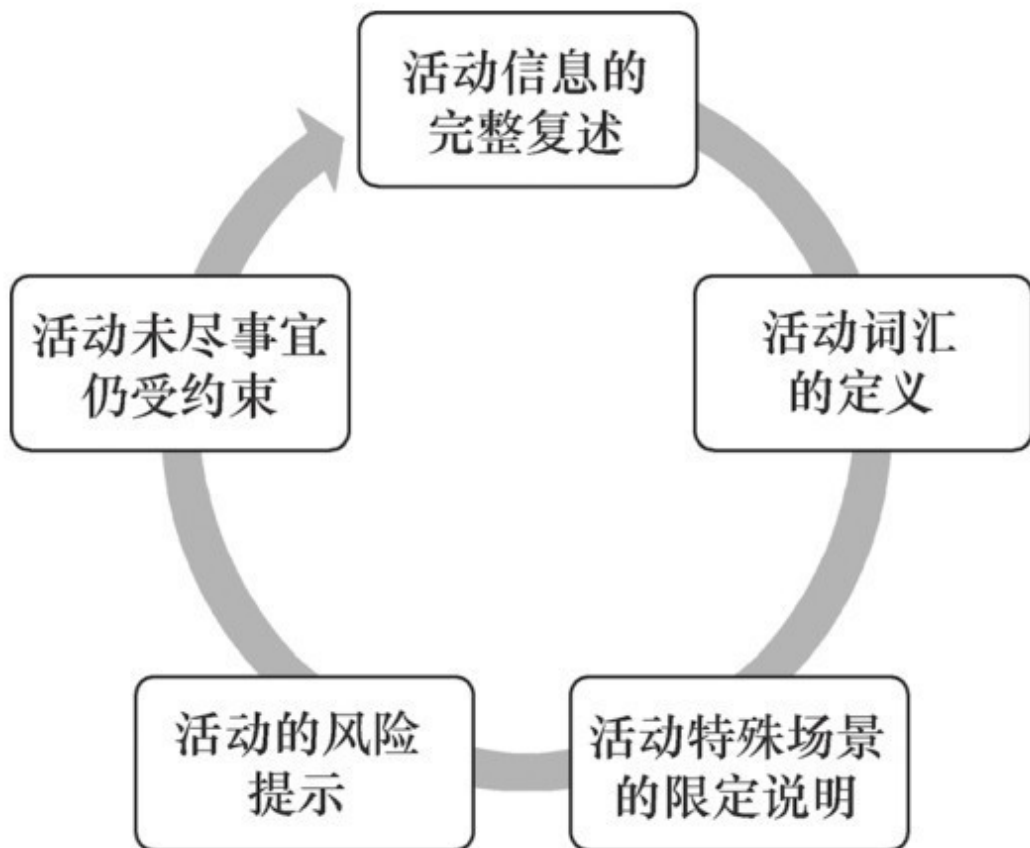 活动信息的
完整复述
活动词汇
的定义
活动特殊场景
的限定说明
活动的风险
提示
活动未尽事宜
仍受约束